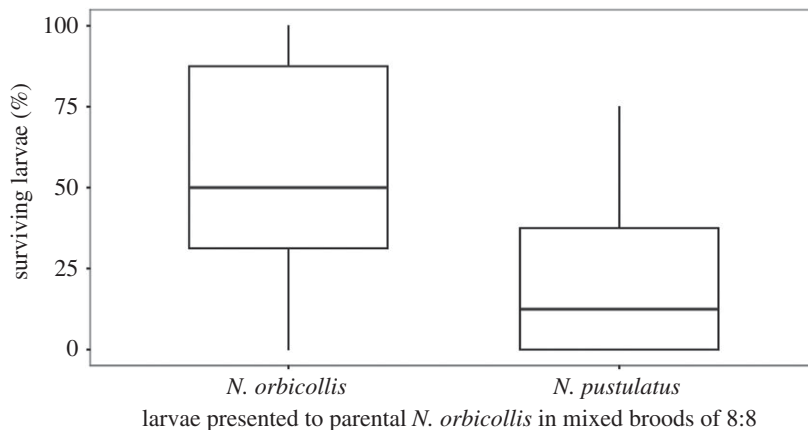 100
75
50
25
0
surviving larvae (%)
N. orbicollis
N. pustulatus
larvae presented to parental N. orbicollis in mixed broods of 8:8